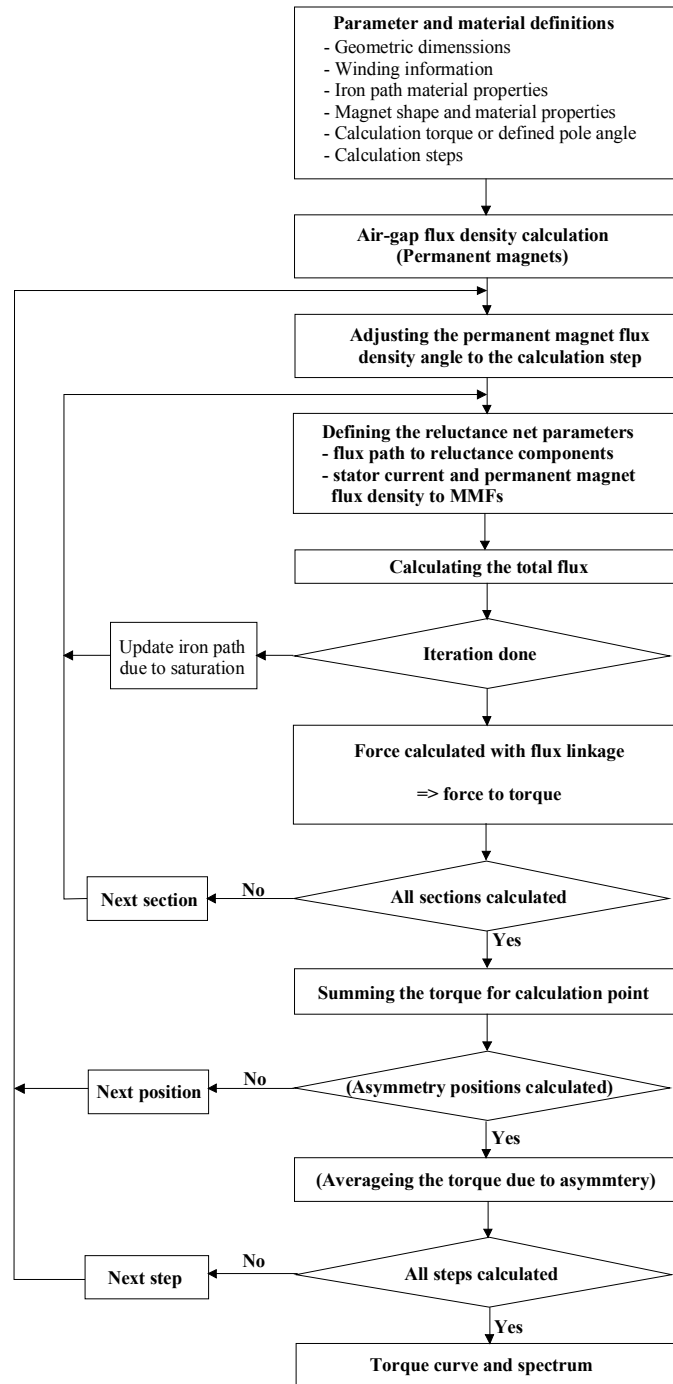 Parameter and material definitions
- Geometric dimenssions
- Winding information
- Iron path material properties
- Magnet shape and material properties
- Calculation torque or defined pole angle
- Calculation steps
Air-gap flux density calculation
(Permanent magnets)
Adjusting the permanent magnet flux
density angle to the calculation step
Defining the reluctance net parameters
- flux path to reluctance components
- stator current and permanent magnet
flux density to MMFs
Calculating the total flux
Update iron path
due to saturation
Iteration done
Force calculated with flux linkage
=> force to torque
Next section
No
All sections calculated
Yes
Summing the torque for calculation point
Next position
No
(Asymmetry positions calculated)
Yes
(Averageing the torque due to asymmtery)
Next step
No
All steps calculated
Yes
Torque curve and spectrum